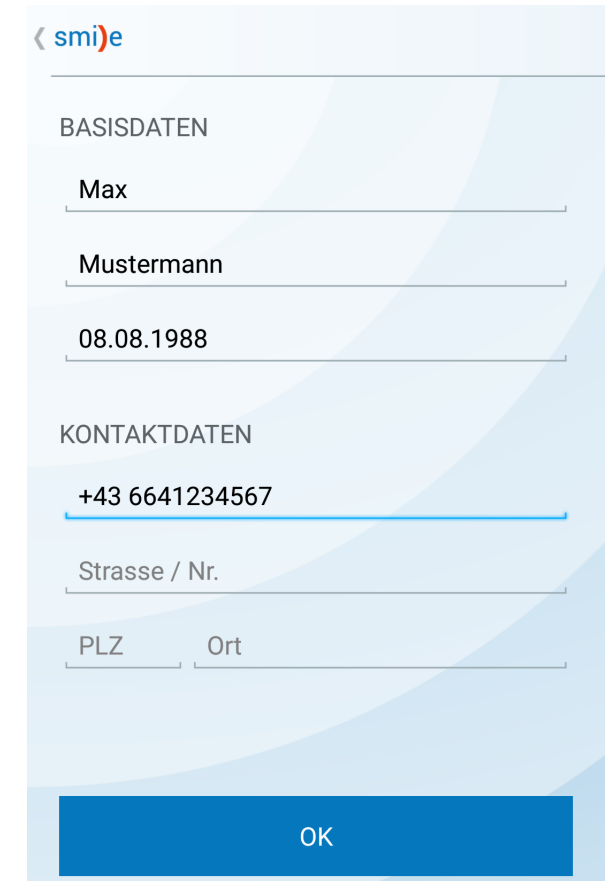 smi)e
BASISDATEN
Max
Mustermann
08.08.1988
KONTAKTDATEN
+43 6641234567
Strasse / Nr.
PLZ Ort
OK